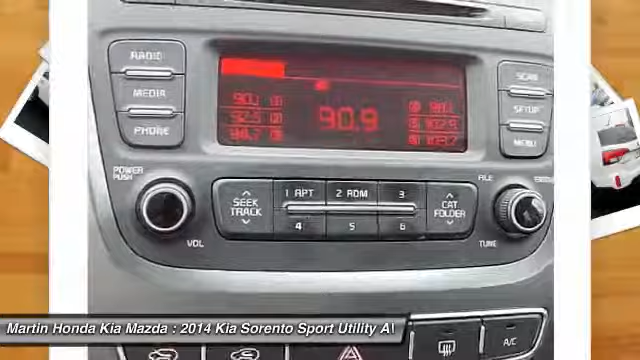 RADIO
SCAN
MEDIA
SETUP
PHONE
MENU
90.9
POWER
PUSH
FILE
1 RPT 2 RDM 3
SEEK
TRACK
CAT
FOLDER
4 5 6
VOL
TUNE
Martin Honda Kia Mazda : 2014 Kia Sorento Sport Utility A
A/C